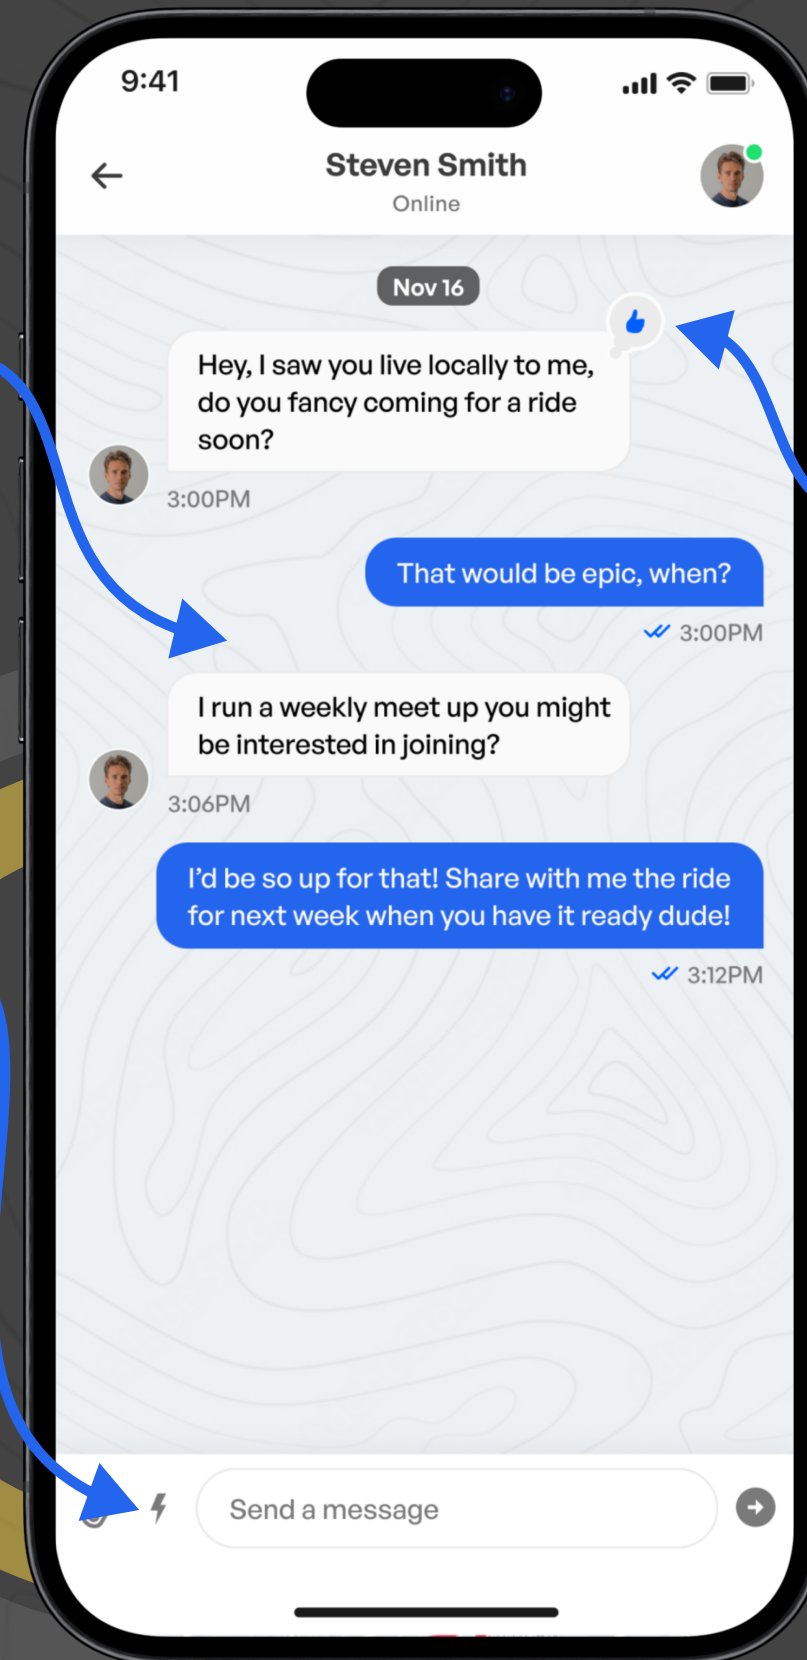 9:41
Steven Smith
Online
Nov 16
Hey, I saw you live locally to me,
do you fancy coming for a ride
soon?
3:00PM
That would be epic, when?
3:00PM
I run a weekly meet up you might
be interested in joining?
3:06PM
I’d be so up for that! Share with me the ride
for next week when you have it ready dude!
3:12PM
Send a message